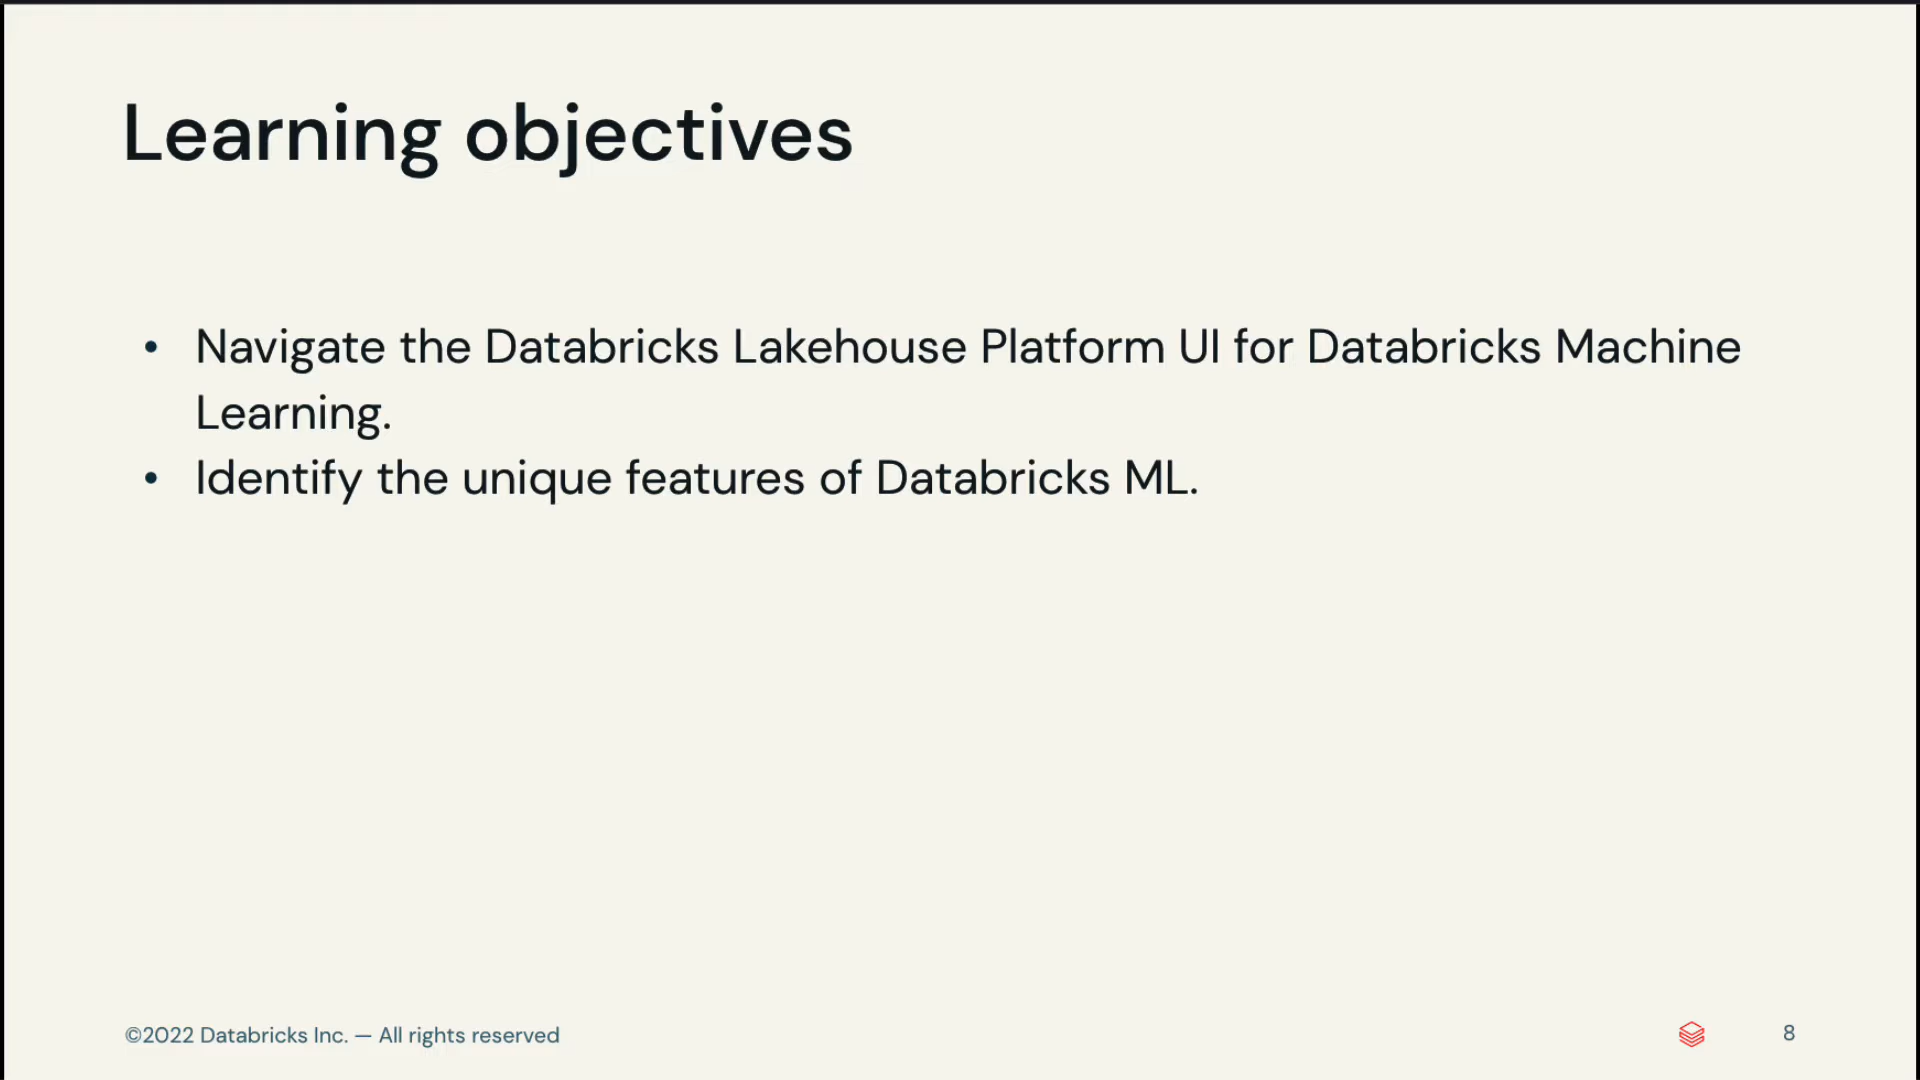 Learning objectives
• Navigate the Databricks Lakehouse Platform UI for Databricks Machine
Learning.
• Identify the unique features of Databricks ML.
©2022 Databricks Inc. — All rights reserved
8